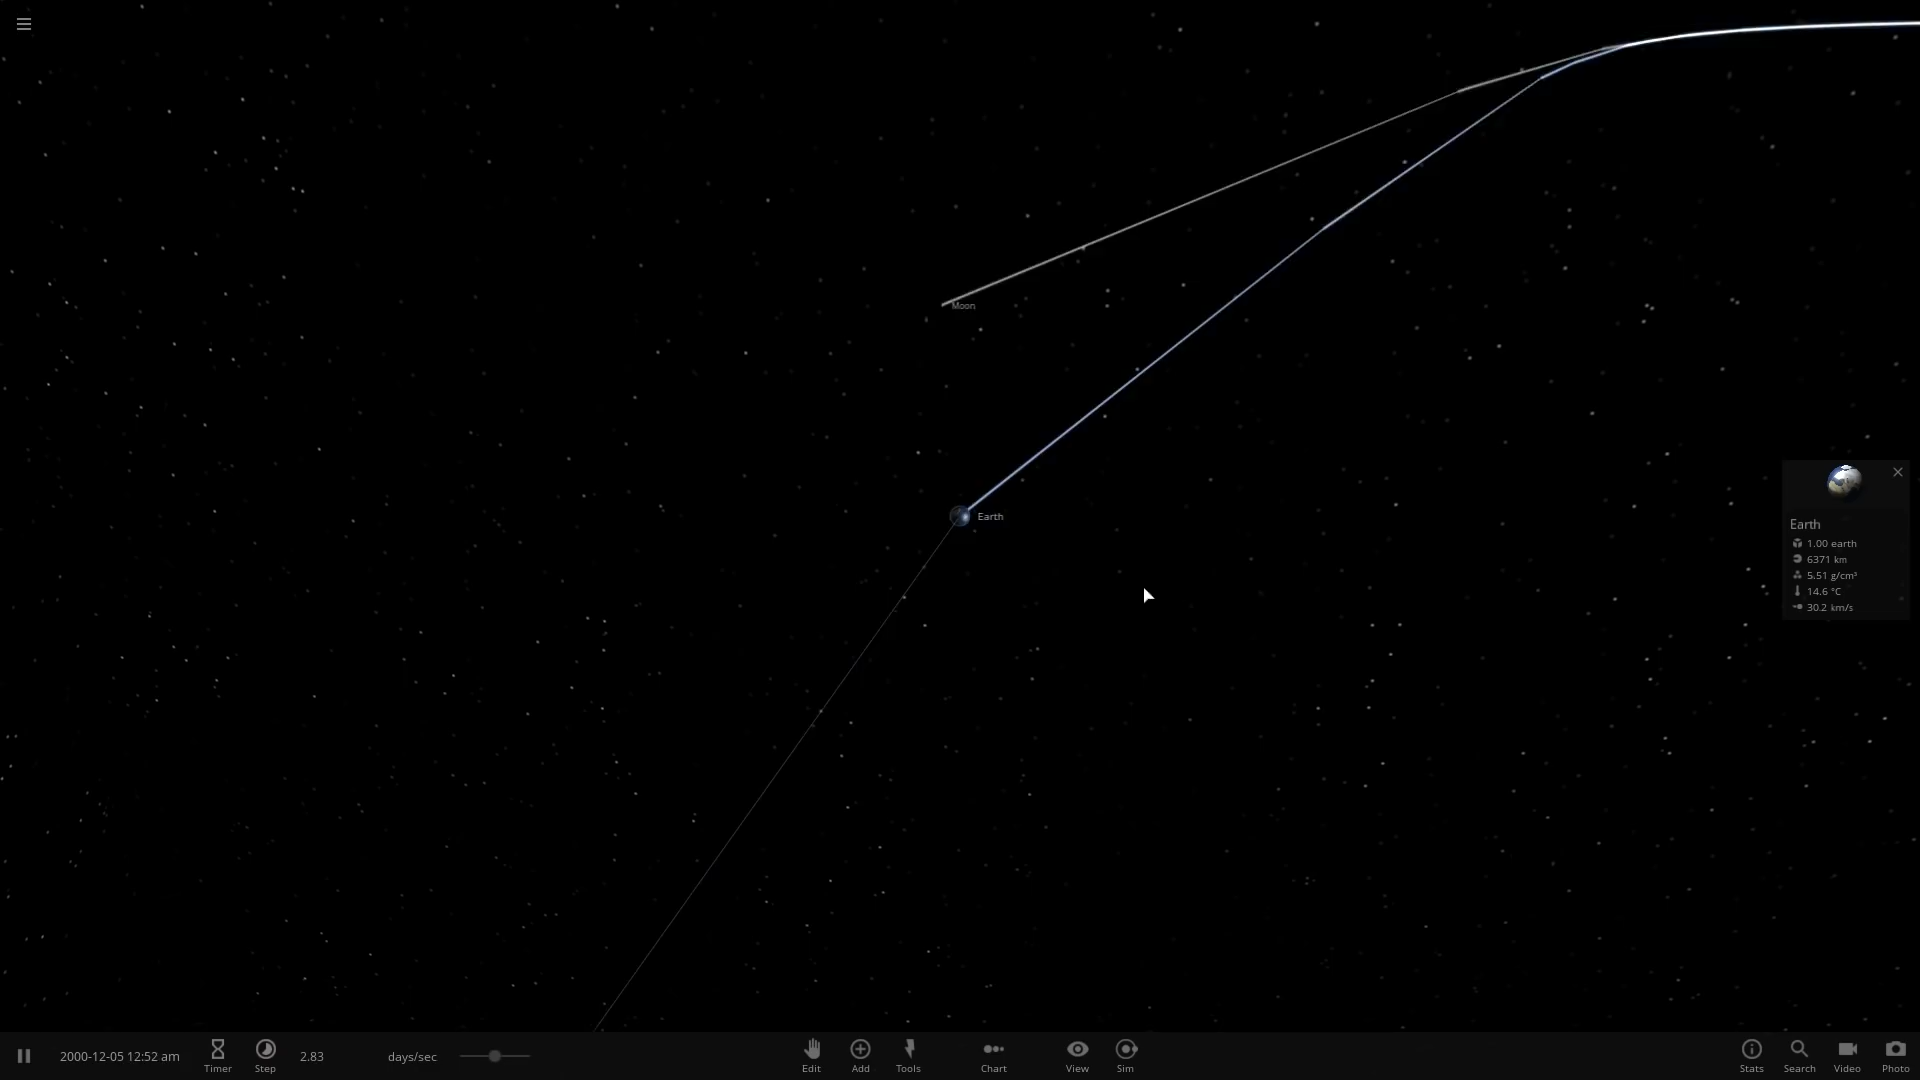 Moon
Earth
Earth
1.00 earth
6371 km
5.51 g/cm³
14.6 °C
30.2 km/s
2000-12-05 12:52 am
Timer
Step
2.83
days/sec
Edit
Add
Tools
Chart
View
Sim
Stats
Search
Video
Photo